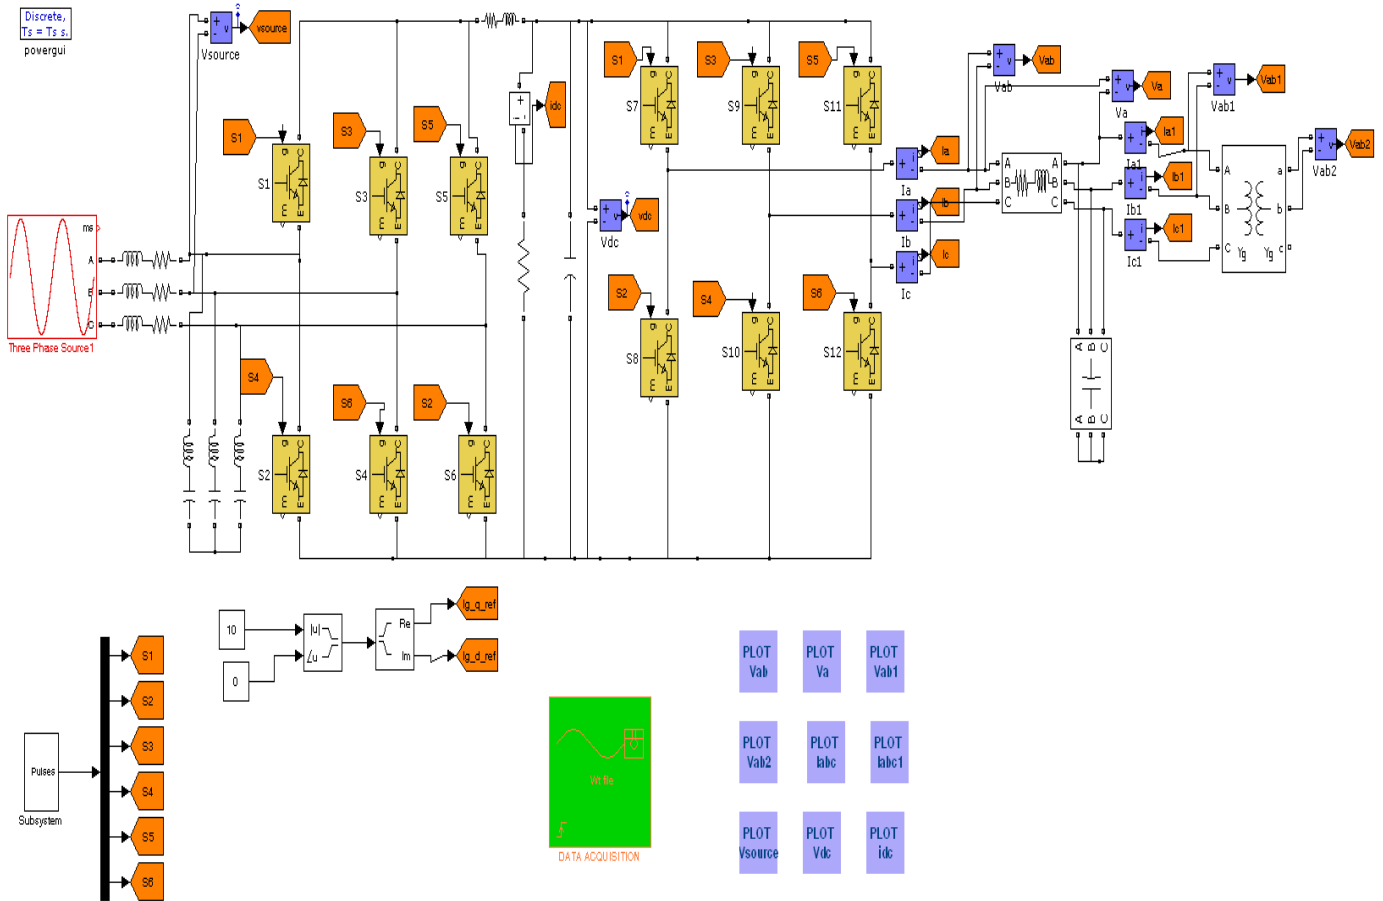 Discrete,
Ts = Ts s.
powergui
+
-
v
Vsource
vsource
S1
g
C
m
E
S1
S3
g
C
m
E
S3
S5
g
C
m
E
S5
+
-
i
idc
S1
g
C
m
E
S7
S3
g
C
m
E
S9
S5
g
C
m
E
S11
+
-
v
Vab
Vab
+
-
v
Va
Va
+
-
v
Vab1
Vab1
+
-
v
Vab2
Vab2
+
-
i
Ia
Ia
+
-
i
Ib
Ib
+
-
i
Ic
Ic
A
B
C
A
B
C
+
-
i
Ia1
Ia1
+
-
i
Ib1
Ib1
+
-
i
Ic1
Ic1
A
B
C
a
b
c
Yg
Yg
+
-
v
Vdc
vdc
ms
A
B
C
Three Phase Source1
S4
g
C
m
E
S2
S6
g
C
m
E
S4
S2
g
C
m
E
S6
S2
g
C
m
E
S8
S4
g
C
m
E
S10
S6
g
C
m
E
S12
A
B
C
A
B
C
10
0
|u|
∠u
Re
Im
Ig_q_ref
Ig_d_ref
Pulses
Subsystem
S1
S2
S3
S4
S5
S6
DATA ACQUISITION
PLOT
Vab
PLOT
Va
PLOT
Vab1
PLOT
Vab2
PLOT
Iabc
PLOT
Iabc1
PLOT
Vsource
PLOT
Vdc
PLOT
idc